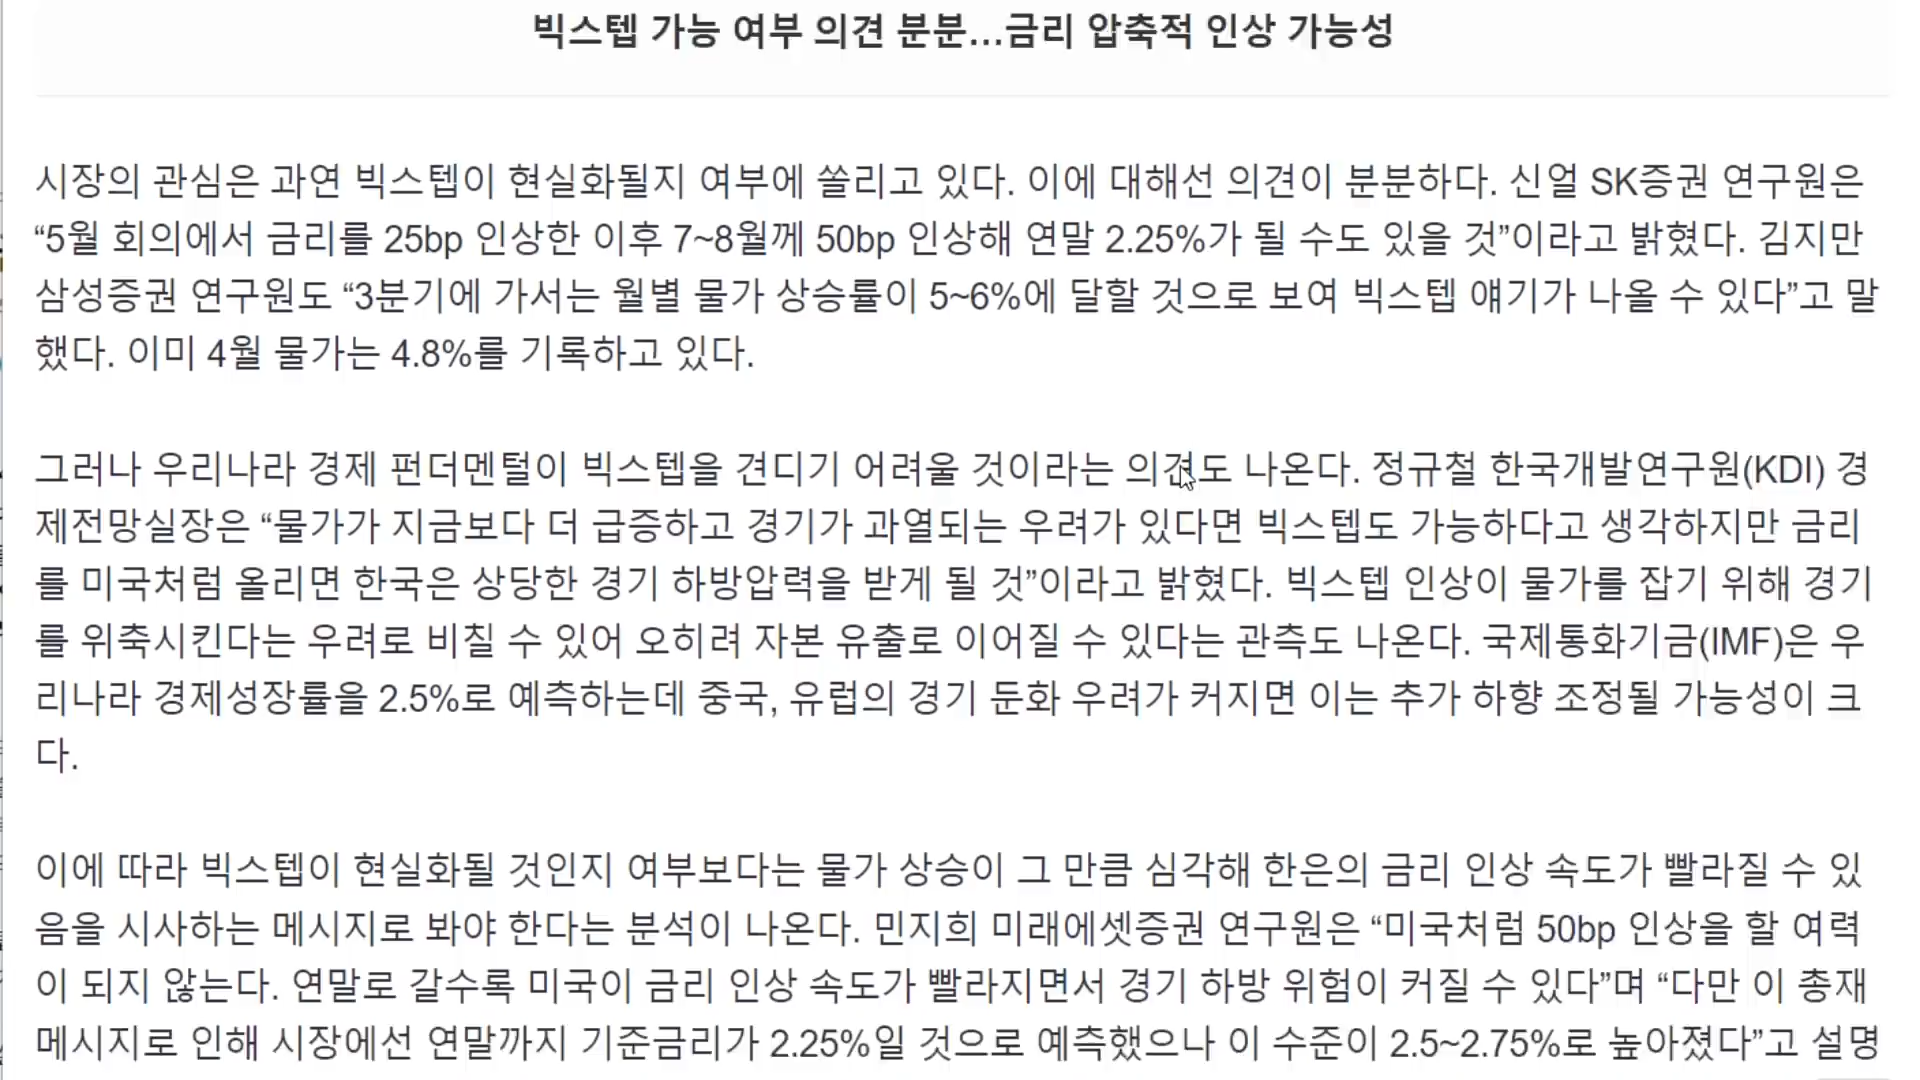 빅스텝 가능 여부 의견 분분…금리 압축적 인상 가능성
시장의 관심은 과연 빅스텝이 현실화될지 여부에 쏠리고 있다. 이에 대해선 의견이 분분하다. 신얼 SK증권 연구원은
“5월 회의에서 금리를 25bp 인상한 이후 7~8월께 50bp 인상해 연말 2.25%가 될 수도 있을 것”이라고 밝혔다. 김지만
삼성증권 연구원도 “3분기에 가서는 월별 물가 상승률이 5~6%에 달할 것으로 보여 빅스텝 얘기가 나올 수 있다”고 말
했다. 이미 4월 물가는 4.8%를 기록하고 있다.
그러나 우리나라 경제 펀더멘털이 빅스텝을 견디기 어려울 것이라는 의견도 나온다. 정규철 한국개발연구원(KDI) 경
제전망실장은 “물가가 지금보다 더 급증하고 경기가 과열되는 우려가 있다면 빅스텝도 가능하다고 생각하지만 금리
를 미국처럼 올리면 한국은 상당한 경기 하방압력을 받게 될 것”이라고 밝혔다. 빅스텝 인상이 물가를 잡기 위해 경기
를 위축시킨다는 우려로 비칠 수 있어 오히려 자본 유출로 이어질 수 있다는 관측도 나온다. 국제통화기금(IMF)은 우
리나라 경제성장률을 2.5%로 예측하는데 중국, 유럽의 경기 둔화 우려가 커지면 이는 추가 하향 조정될 가능성이 크
다.
이에 따라 빅스텝이 현실화될 것인지 여부보다는 물가 상승이 그 만큼 심각해 한은의 금리 인상 속도가 빨라질 수 있
음을 시사하는 메시지로 봐야 한다는 분석이 나온다. 민지희 미래에셋증권 연구원은 “미국처럼 50bp 인상을 할 여력
이 되지 않는다. 연말로 갈수록 미국이 금리 인상 속도가 빨라지면서 경기 하방 위험이 커질 수 있다”며 “다만 이 총재
메시지로 인해 시장에선 연말까지 기준금리가 2.25%일 것으로 예측했으나 이 수준이 2.5~2.75%로 높아졌다”고 설명